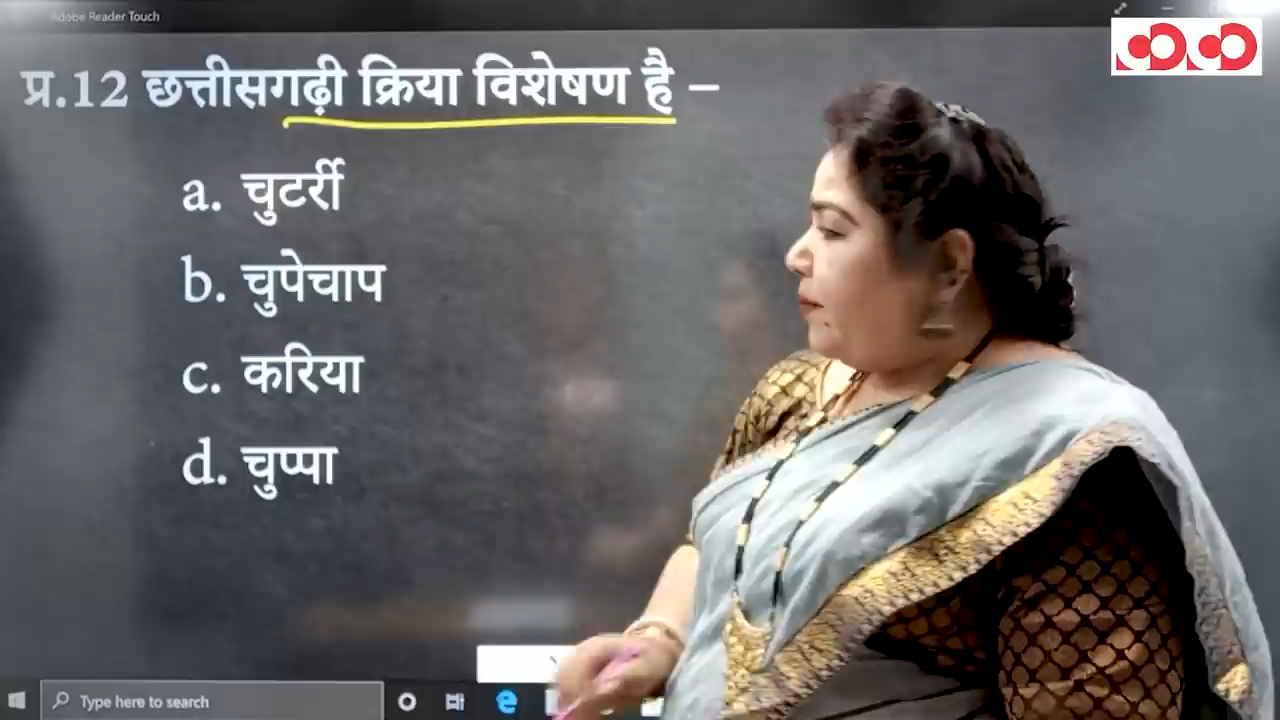 Adobe Reader Touch
प्र.12 छत्तीसगढ़ी क्रिया विशेषण है –
a. चुटर्री
b. चुपेचाप
c. करिया
d. चुप्पा
Type here to search